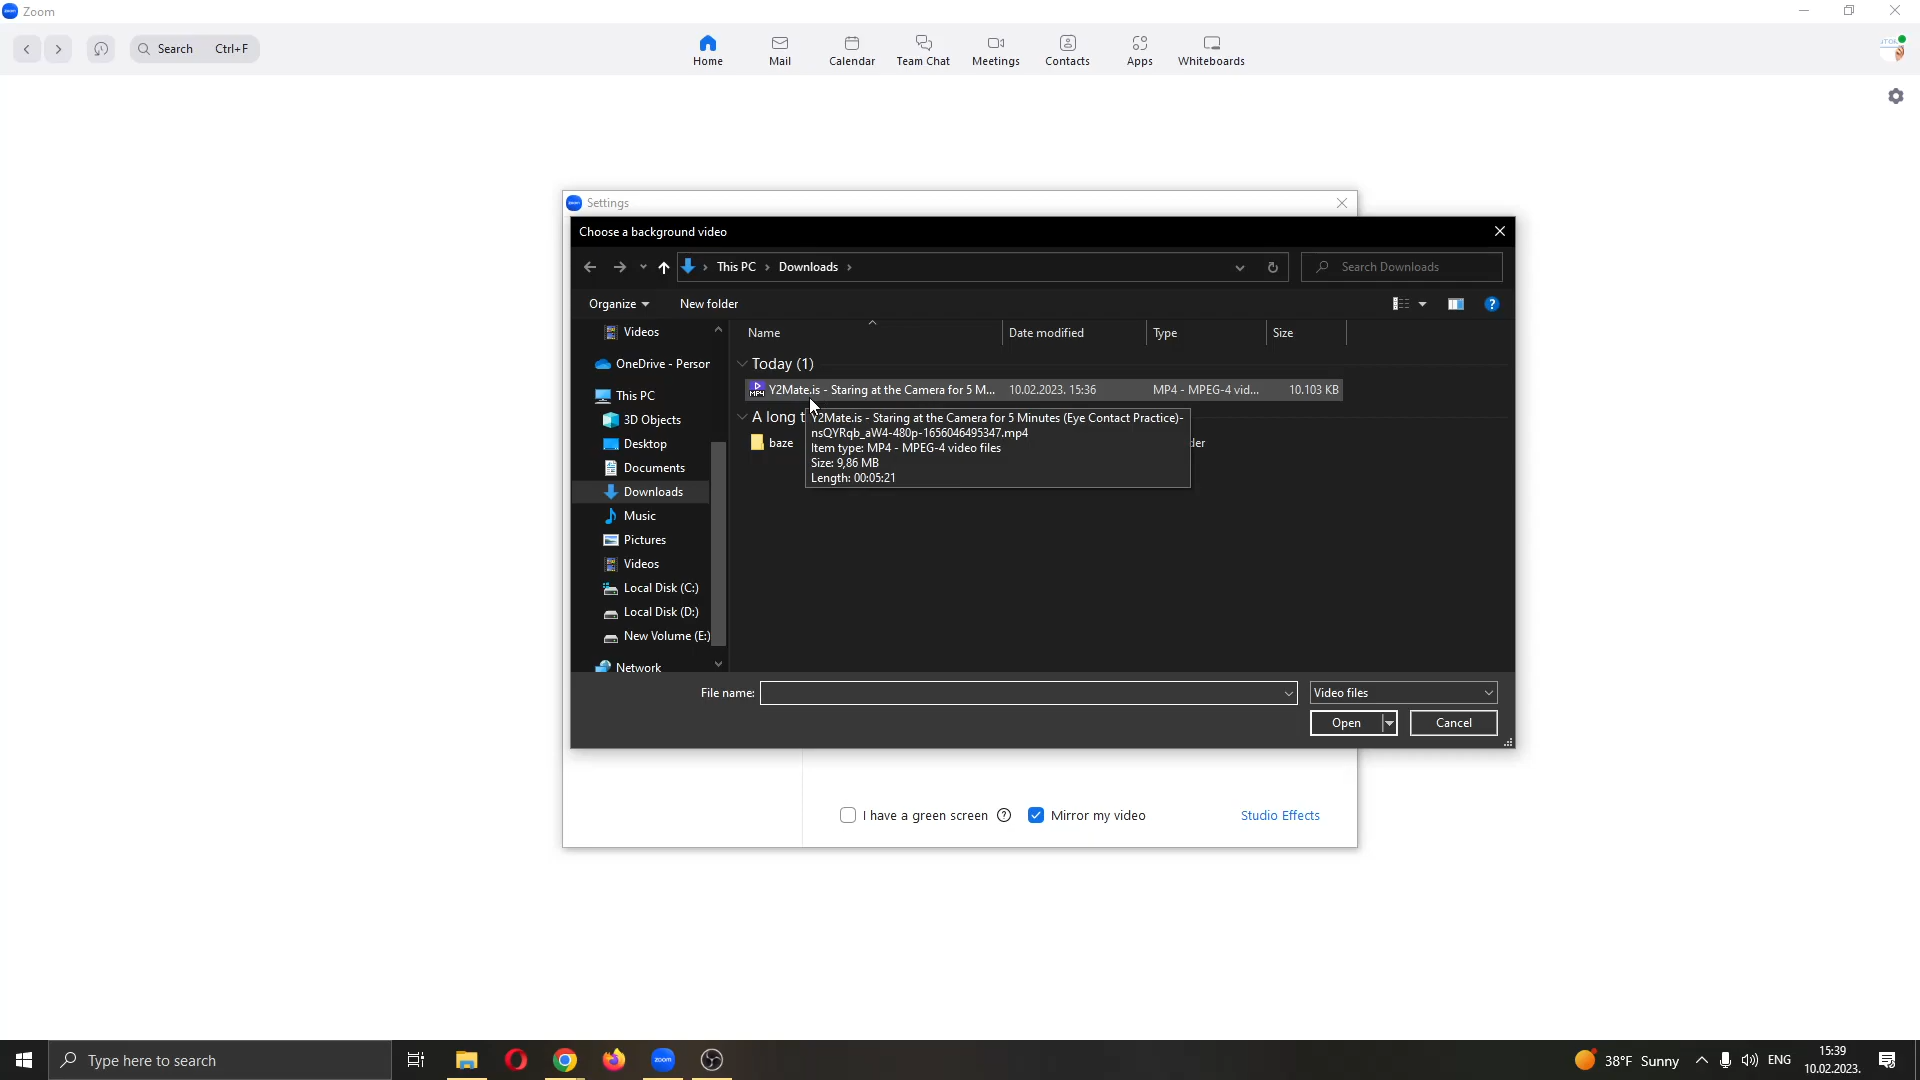 Zoom
Search Ctrl+F
Home
Mail
Calendar
Team Chat
Meetings
Contacts
Apps
Whiteboards
Settings
Choose a background video
This PC > Downloads >
Search Downloads
Organize
New folder
Videos
OneDrive - Person
This PC
3D Objects
Desktop
Documents
Downloads
Music
Pictures
Videos
Local Disk (C:)
Local Disk (D:)
New Volume (E:)
Network
Name Date modified Type Size
Today (1)
Y2Mate.is - Staring at the Camera for 5 M... 10.02.2023. 15:36 MP4 - MPEG-4 vid... 10.103 KB
A long t
baze
der
Y2Mate.is - Staring at the Camera for 5 Minutes (Eye Contact Practice)-
nsQYRqb_aW4-480p-1656046495347.mp4
Item type: MP4 - MPEG-4 video files
Size: 9,86 MB
Length: 00:05:21
File name:
Video files
Open
Cancel
I have a green screen
Mirror my video
Studio Effects
Type here to search
zoom
38°F Sunny
ENG
15:39
10.02.2023.